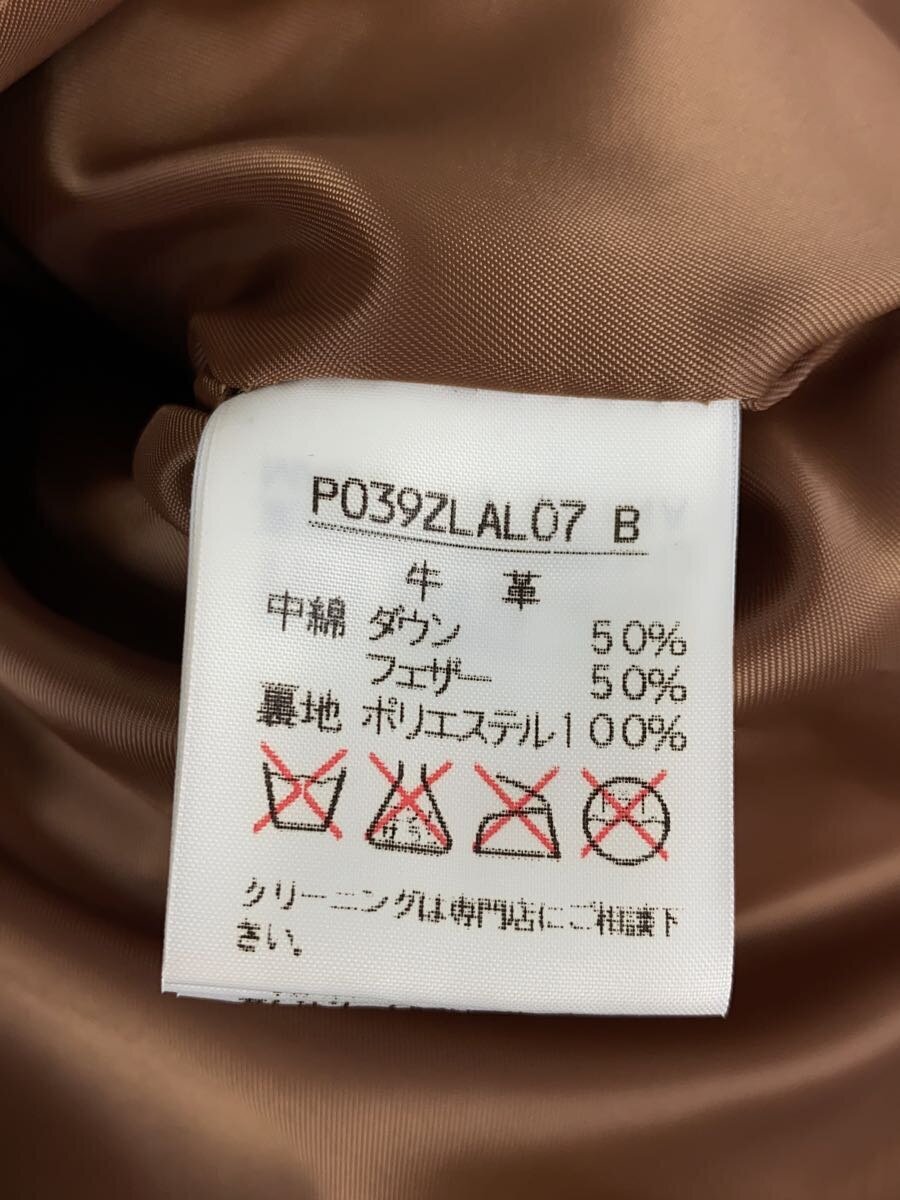 P039ZLAL07 B
牛 革
中綿 ダウン 50%
フェザー 50%
裏地 ポリエステル100%
クリーニングは専門店にご相談下
さい。